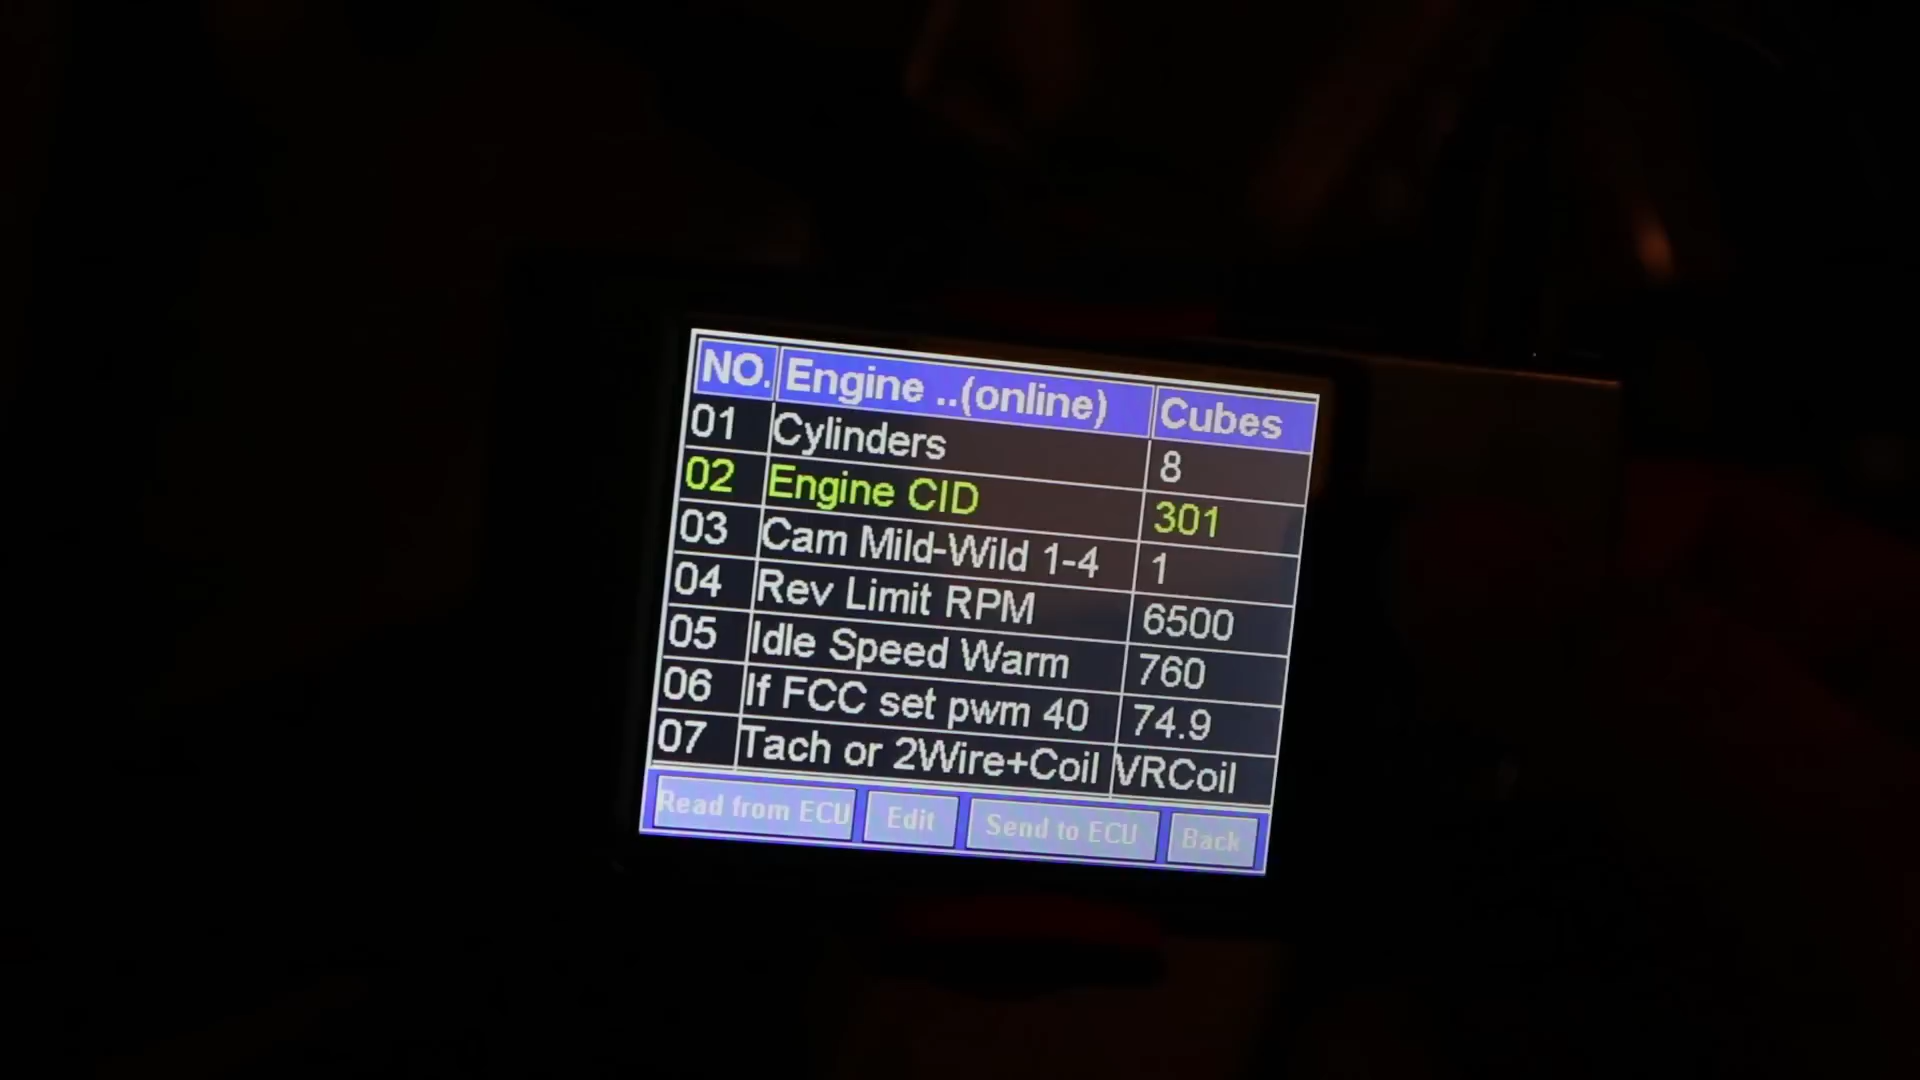 NO. Engine ..(online) Cubes
01 Cylinders 8
02 Engine CID 301
03 Cam Mild-Wild 1-4 1
04 Rev Limit RPM 6500
05 Idle Speed Warm 760
06 If FCC set pwm 40 74.9
07 Tach or 2Wire+Coil VRCoil
Read from ECU Edit Send to ECU Back